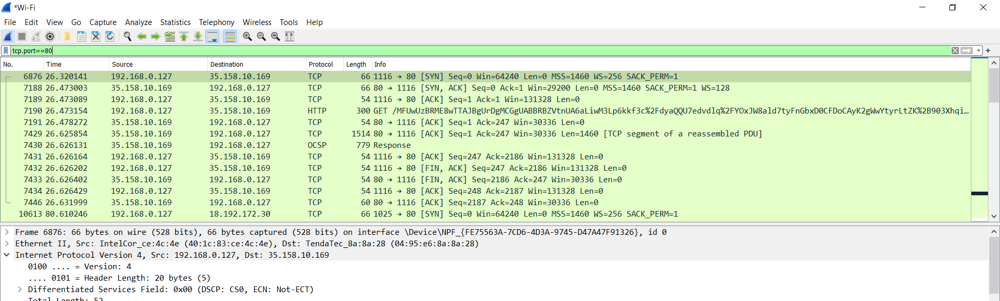 *Wi-Fi
File Edit View Go Capture Analyze Statistics Telephony Wireless Tools Help
tcp.port==80
No. Time Source Destination Protocol Length Info
6876 26.320141 192.168.0.127 35.158.10.169 TCP 66 1116 → 80 [SYN] Seq=0 Win=64240 Len=0 MSS=1460 WS=256 SACK_PERM=1
7188 26.473003 35.158.10.169 192.168.0.127 TCP 66 80 → 1116 [SYN, ACK] Seq=0 Ack=1 Win=29200 Len=0 MSS=1460 SACK_PERM=1 WS=128
7189 26.473089 192.168.0.127 35.158.10.169 TCP 54 1116 → 80 [ACK] Seq=1 Ack=1 Win=131328 Len=0
7190 26.473154 192.168.0.127 35.158.10.169 HTTP 300 GET /MFUwUzBRME8wTTAJBgUrDgMCGgUABBRBZVtnUA6aLiwM3Lp6kkf3c%2FdyaQQU7edvdlq%2FYOxJW8ald7tyFnGbxD0CFDoCAyK2gWwYtyrLtZK%2B903Xhqi…
7191 26.478272 35.158.10.169 192.168.0.127 TCP 54 80 → 1116 [ACK] Seq=1 Ack=247 Win=30336 Len=0
7429 26.625854 35.158.10.169 192.168.0.127 TCP 1514 80 → 1116 [ACK] Seq=1 Ack=247 Win=30336 Len=1460 [TCP segment of a reassembled PDU]
7430 26.626131 35.158.10.169 192.168.0.127 OCSP 779 Response
7431 26.626164 192.168.0.127 35.158.10.169 TCP 54 1116 → 80 [ACK] Seq=247 Ack=2186 Win=131328 Len=0
7432 26.626202 192.168.0.127 35.158.10.169 TCP 54 1116 → 80 [FIN, ACK] Seq=247 Ack=2186 Win=131328 Len=0
7433 26.626402 35.158.10.169 192.168.0.127 TCP 54 80 → 1116 [FIN, ACK] Seq=2186 Ack=247 Win=30336 Len=0
7434 26.626429 192.168.0.127 35.158.10.169 TCP 54 1116 → 80 [ACK] Seq=248 Ack=2187 Win=131328 Len=0
7446 26.631999 35.158.10.169 192.168.0.127 TCP 60 80 → 1116 [ACK] Seq=2187 Ack=248 Win=30336 Len=0
10613 80.610246 192.168.0.127 18.192.172.30 TCP 66 1025 → 80 [SYN] Seq=0 Win=64240 Len=0 MSS=1460 WS=256 SACK_PERM=1
Frame 6876: 66 bytes on wire (528 bits), 66 bytes captured (528 bits) on interface \Device\NPF_{FE75563A-7CD6-4D3A-9745-D47A47F91326}, id 0
Ethernet II, Src: IntelCor_ce:4c:4e (40:1c:83:ce:4c:4e), Dst: TendaTec_8a:8a:28 (04:95:e6:8a:8a:28)
Internet Protocol Version 4, Src: 192.168.0.127, Dst: 35.158.10.169
0100 .... = Version: 4
.... 0101 = Header Length: 20 bytes (5)
Differentiated Services Field: 0x00 (DSCP: CS0, ECN: Not-ECT)
Total Length: 52